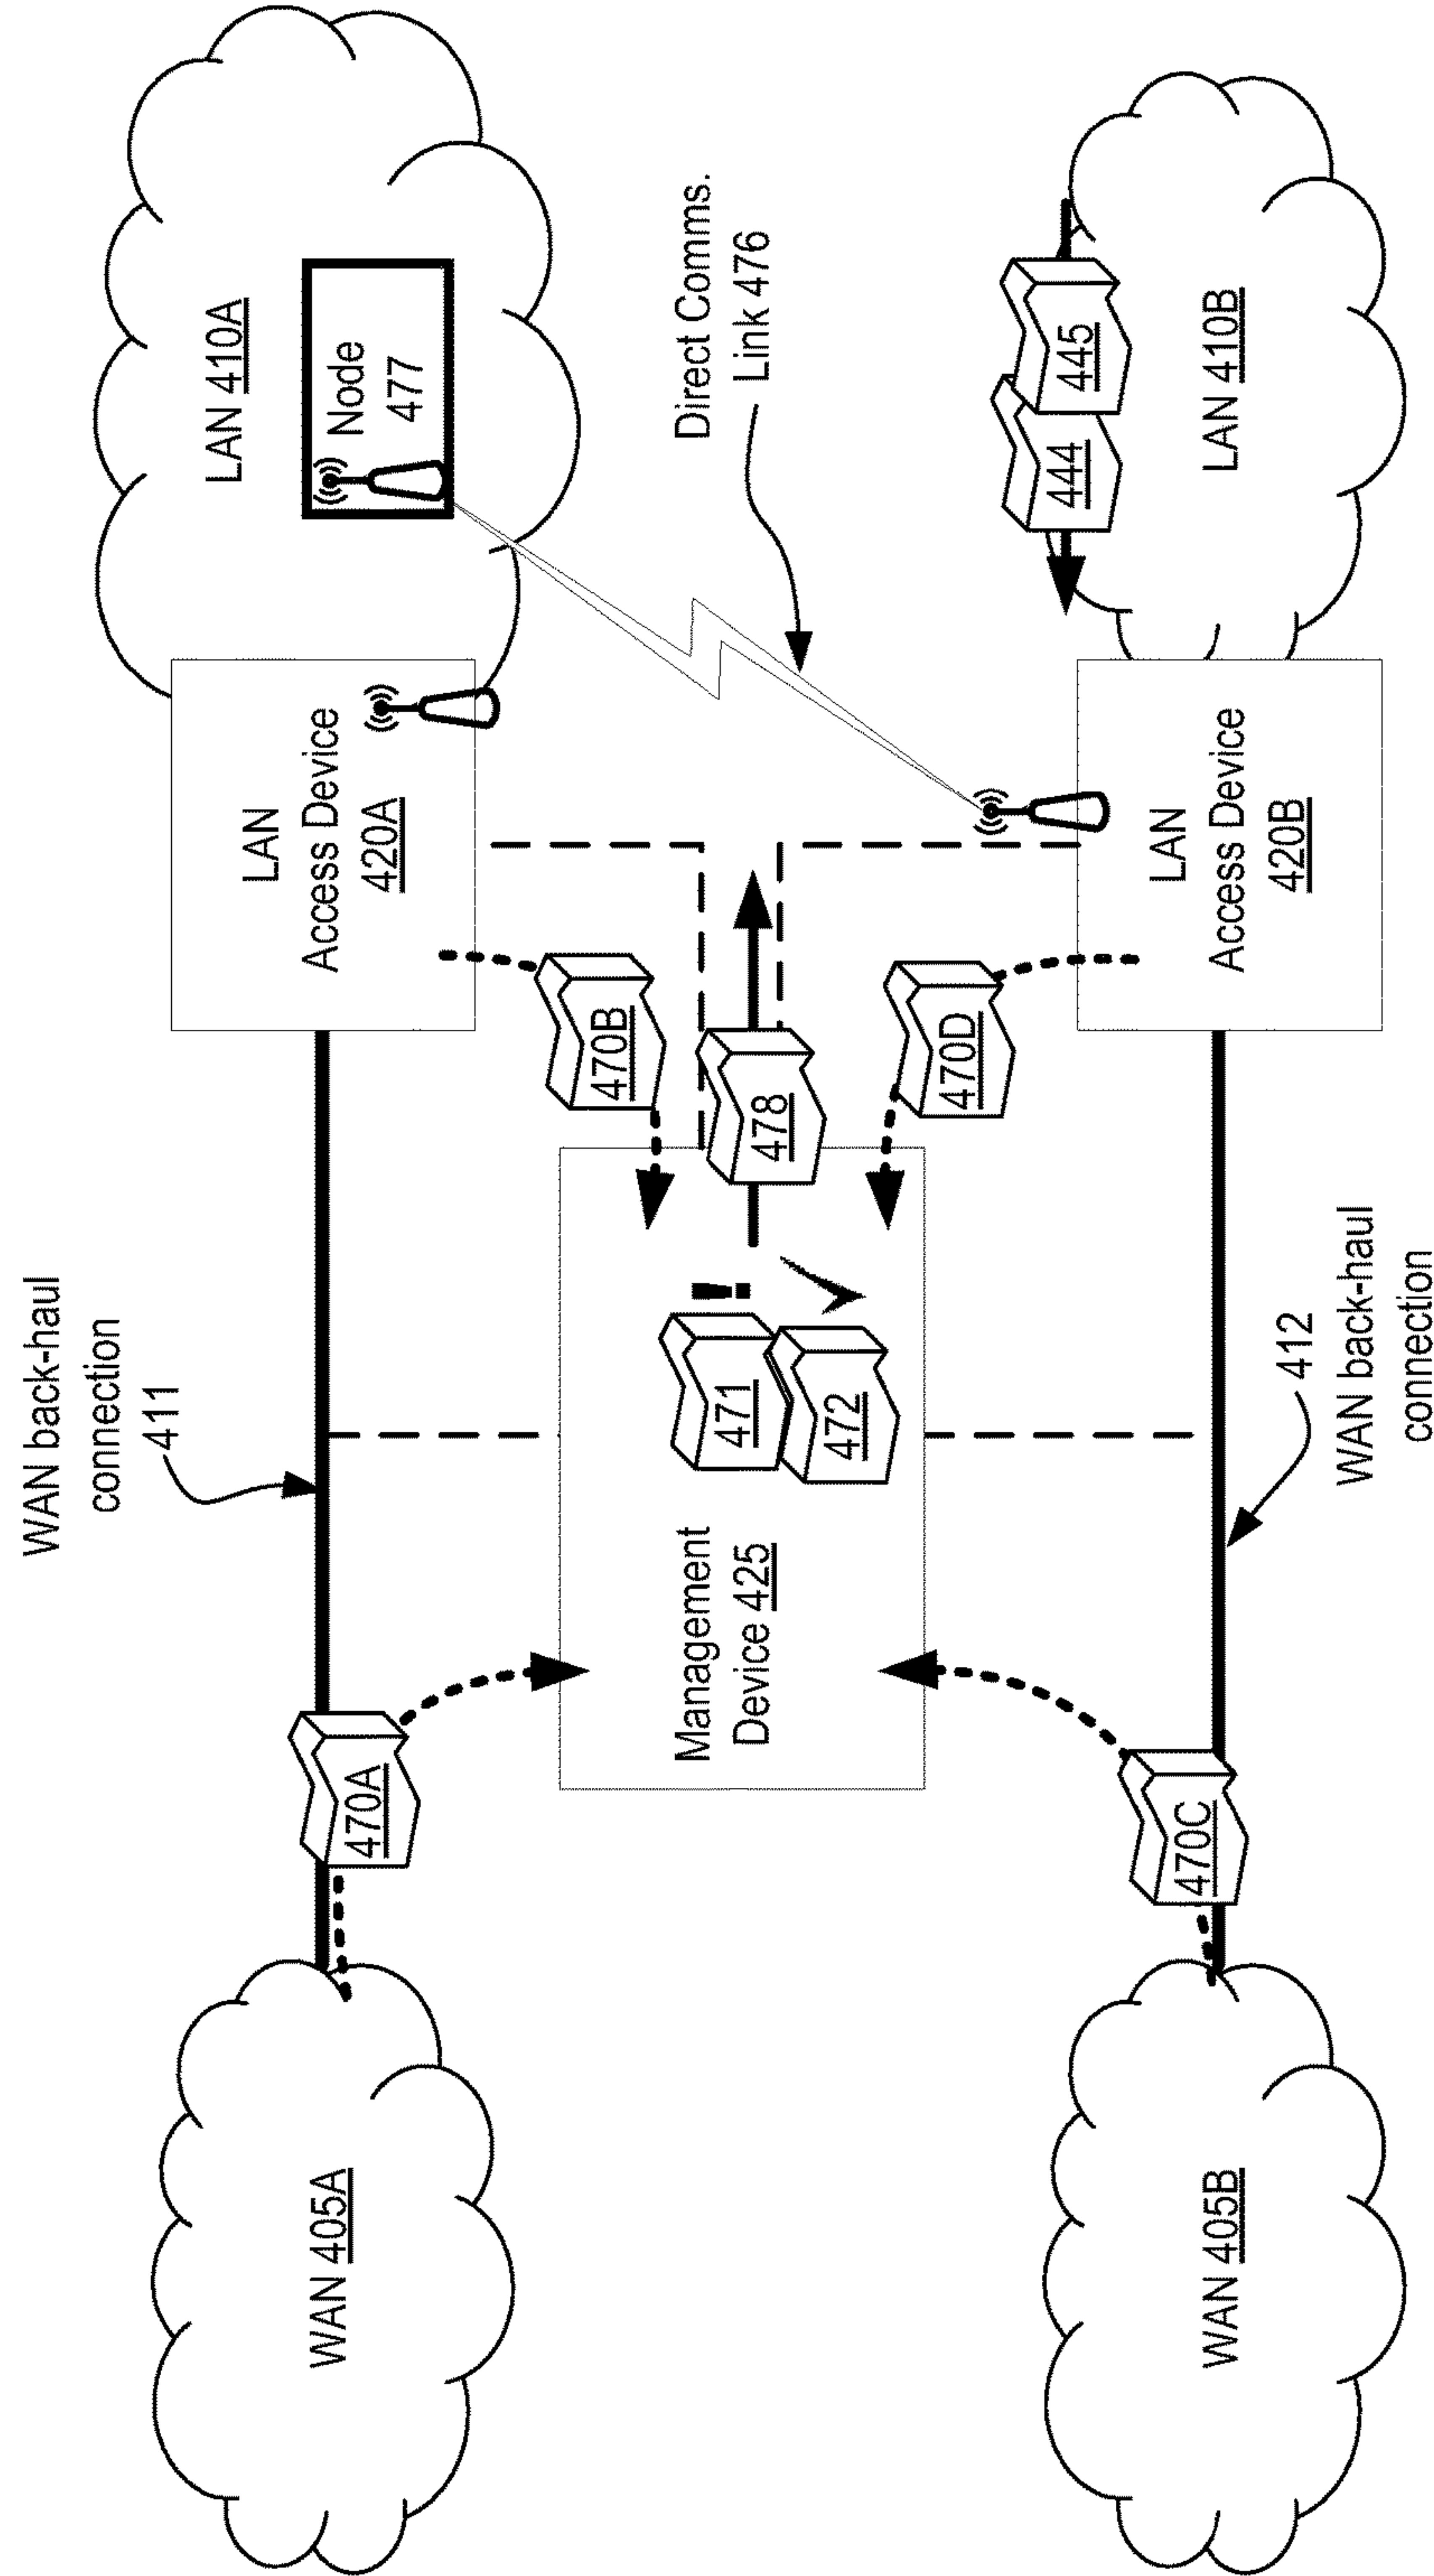 WAN back-haul
connection
411
WAN 405A
470A
LAN
Access Device
420A
LAN 410A
Node
477
470B
Management
Device 425
471
!
472
478
470D
Direct Comms.
Link 476
WAN 405B
470C
LAN
Access Device
420B
444
445
LAN 410B
412
WAN back-haul
connection